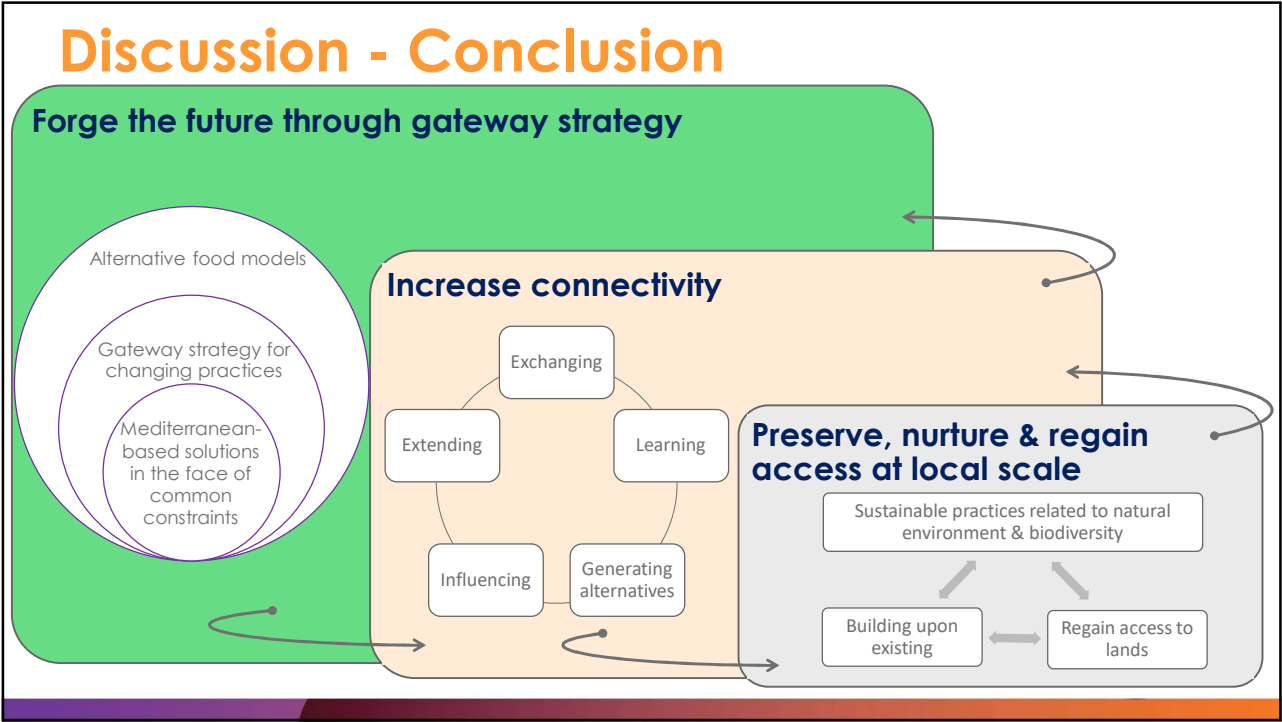 Discussion - Conclusion
Forge the future through gateway strategy
Alternative food models
Gateway strategy for
changing practices
Mediterranean-
based solutions
in the face of
common
constraints
Increase connectivity
Exchanging
Learning
Generating
alternatives
Influencing
Extending
Preserve, nurture & regain
access at local scale
Sustainable practices related to natural
environment & biodiversity
Building upon
existing
Regain access to
lands